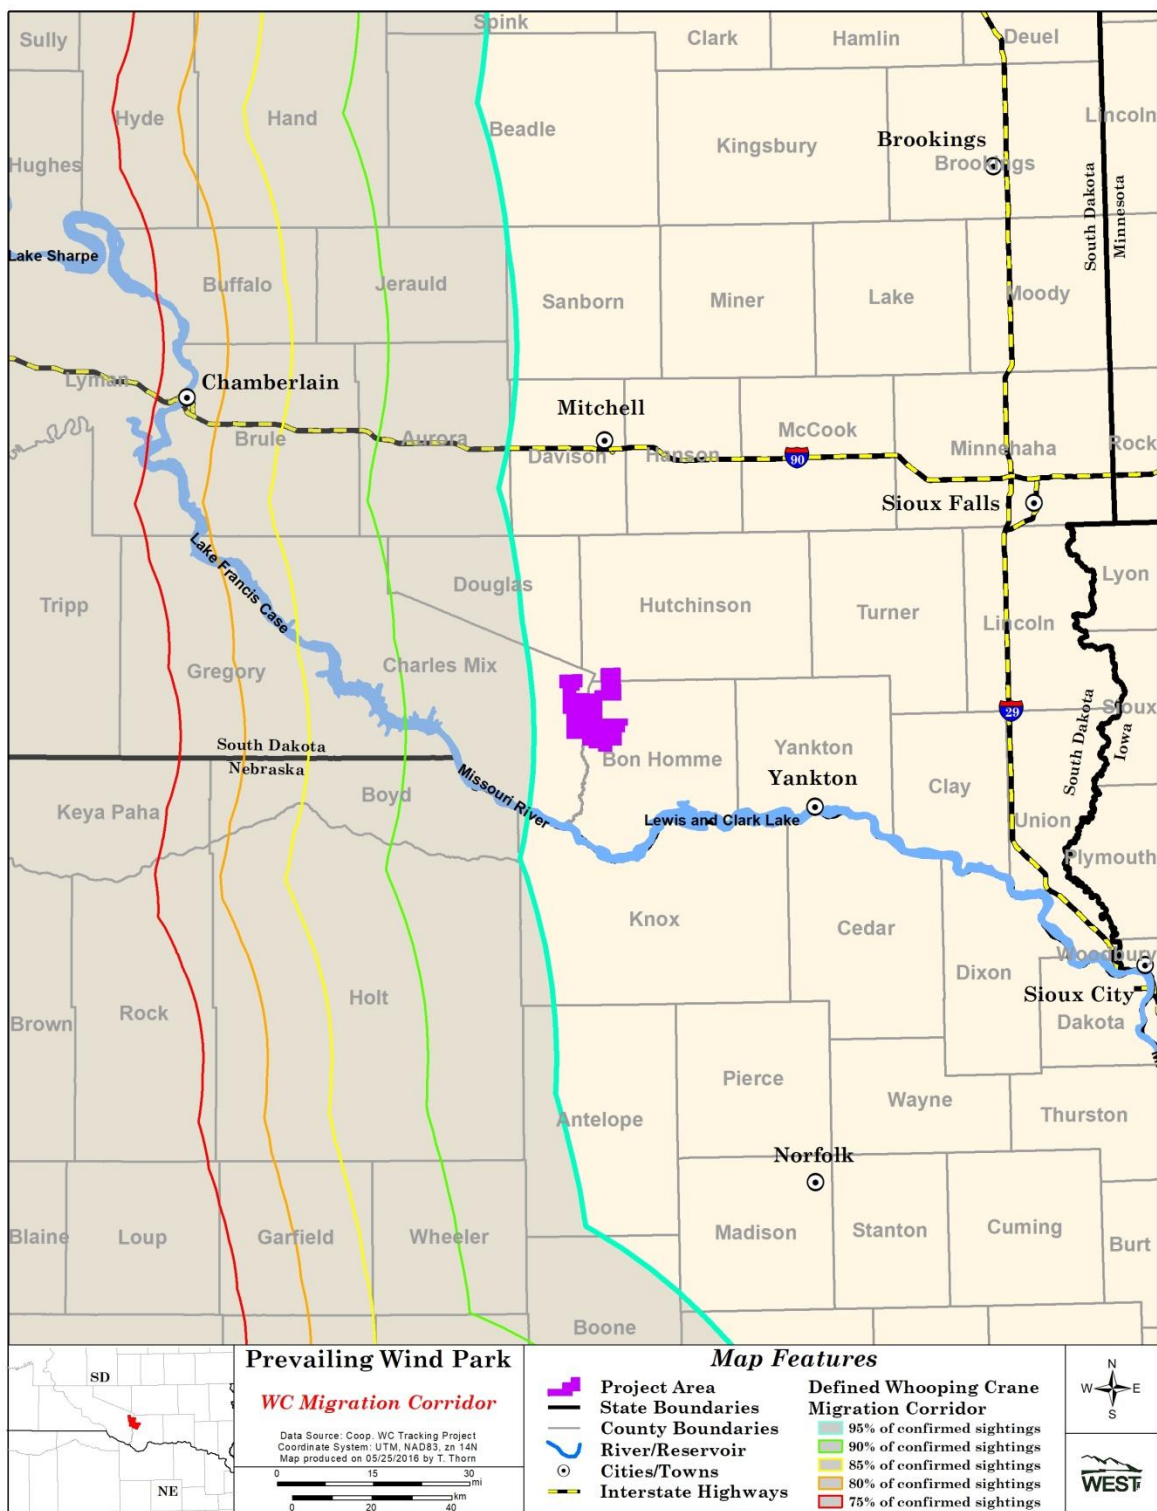 Spink
Sully
Clark
Hamlin
Deuel
Hyde
Hand
Beadle
Lincoln
Kingsbury
Brookings
Brookings
Hughes
South Dakota
Minnesota
Lake Sharpe
Buffalo
Jerauld
Sanborn
Miner
Lake
Moody
Lyman
Chamberlain
Mitchell
Brule
Aurora
Davison
Hanson
McCook
90
Minnehaha
Rock
Sioux Falls
Lake Francis Case
Tripp
Douglas
Hutchinson
Turner
Lincoln
Lyon
Gregory
Charles Mix
29
Sioux
South Dakota
Iowa
South Dakota
Nebraska
Bon Homme
Yankton
Yankton
Clay
Keya Paha
Boyd
Missouri River
Lewis and Clark Lake
Union
Plymouth
Knox
Cedar
Woodbury
Dixon
Sioux City
Dakota
Brown
Rock
Holt
Pierce
Wayne
Antelope
Thurston
Norfolk
Blaine
Loup
Garfield
Wheeler
Madison
Stanton
Cuming
Burt
Boone
SD
NE
Prevailing Wind Park
WC Migration Corridor
Data Source: Coop. WC Tracking Project
Coordinate System: UTM, NAD83, zn 14N
Map produced on 05/25/2016 by T. Thorn
0 15 30
mi
km
0 20 40
Map Features
Project Area
State Boundaries
County Boundaries
River/Reservoir
Cities/Towns
Interstate Highways
Defined Whooping Crane
Migration Corridor
95% of confirmed sightings
90% of confirmed sightings
85% of confirmed sightings
80% of confirmed sightings
75% of confirmed sightings
N
W E
S
WEST